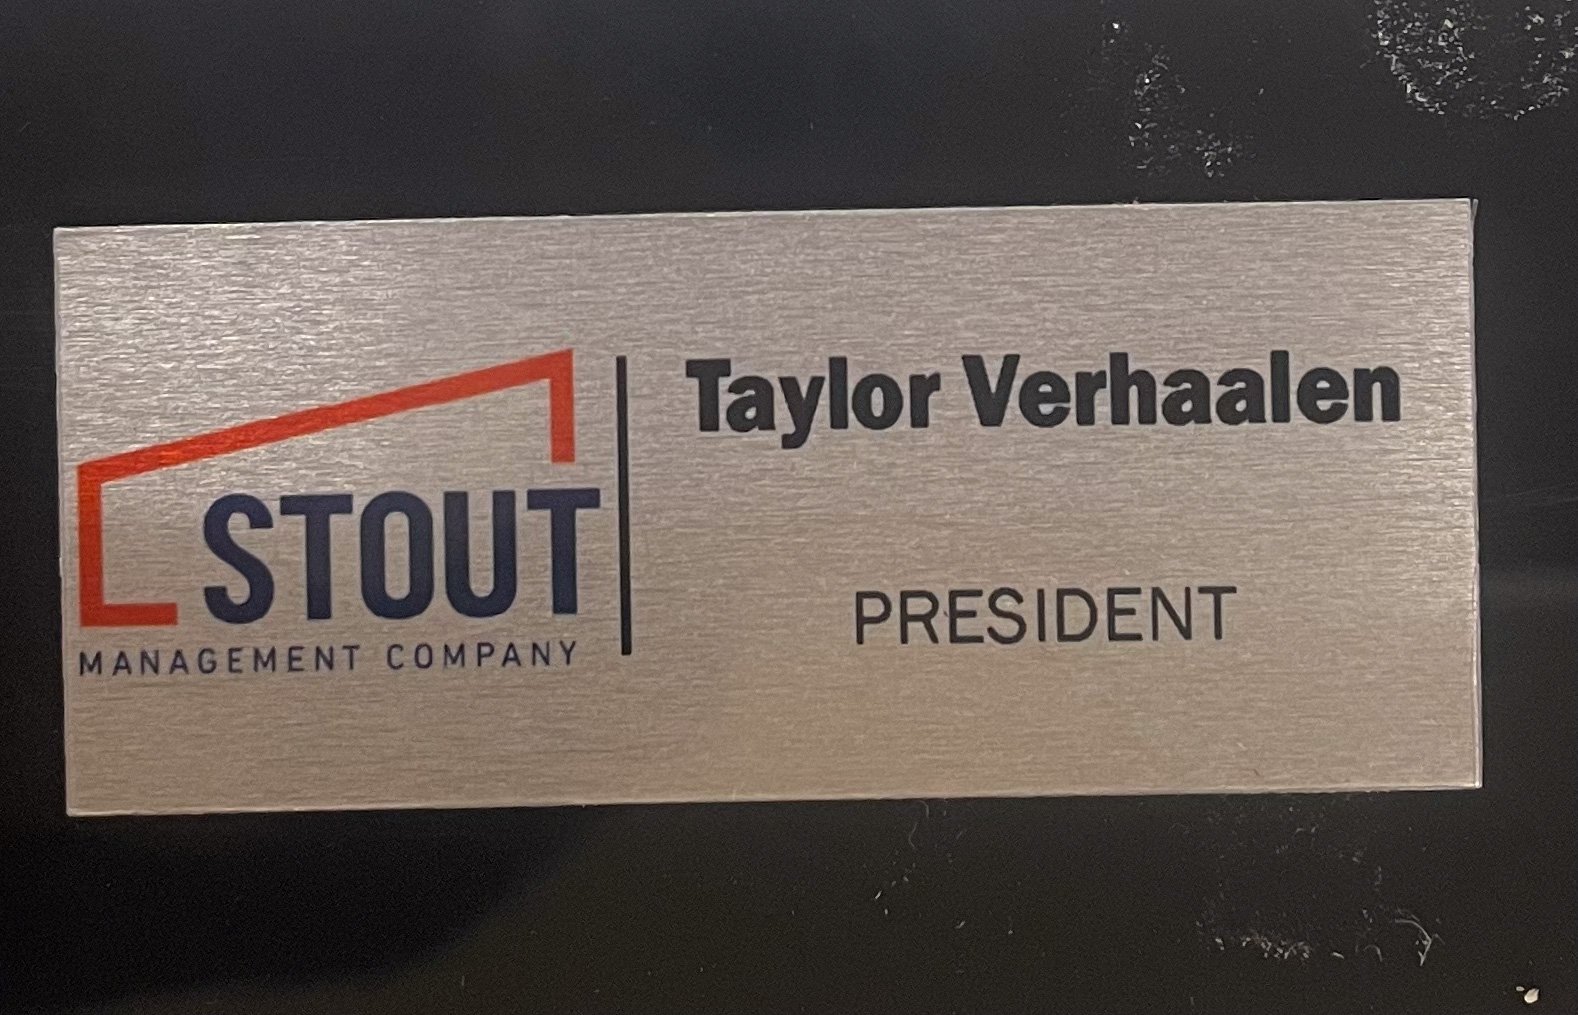 STOUT
MANAGEMENT COMPANY
Taylor Verhaalen
PRESIDENT